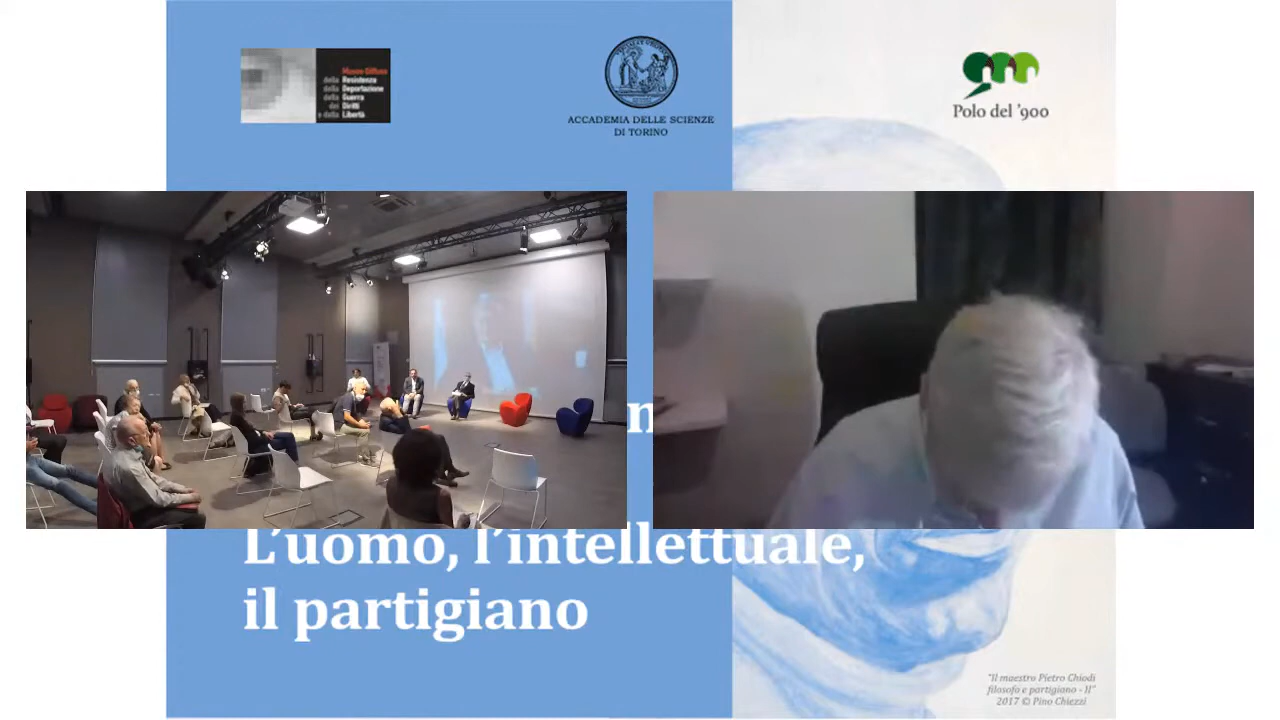 Museo Diffuso
della Resistenza
della Deportazione
della Guerra
dei Diritti
e della Libertà
ACCADEMIA DELLE SCIENZE
DI TORINO
Polo del '900
L'uomo, l'intellettuale,
il partigiano
"Il maestro Pietro Chiodi
filosofo e partigiano - II"
2017 © Pino Chiezzi